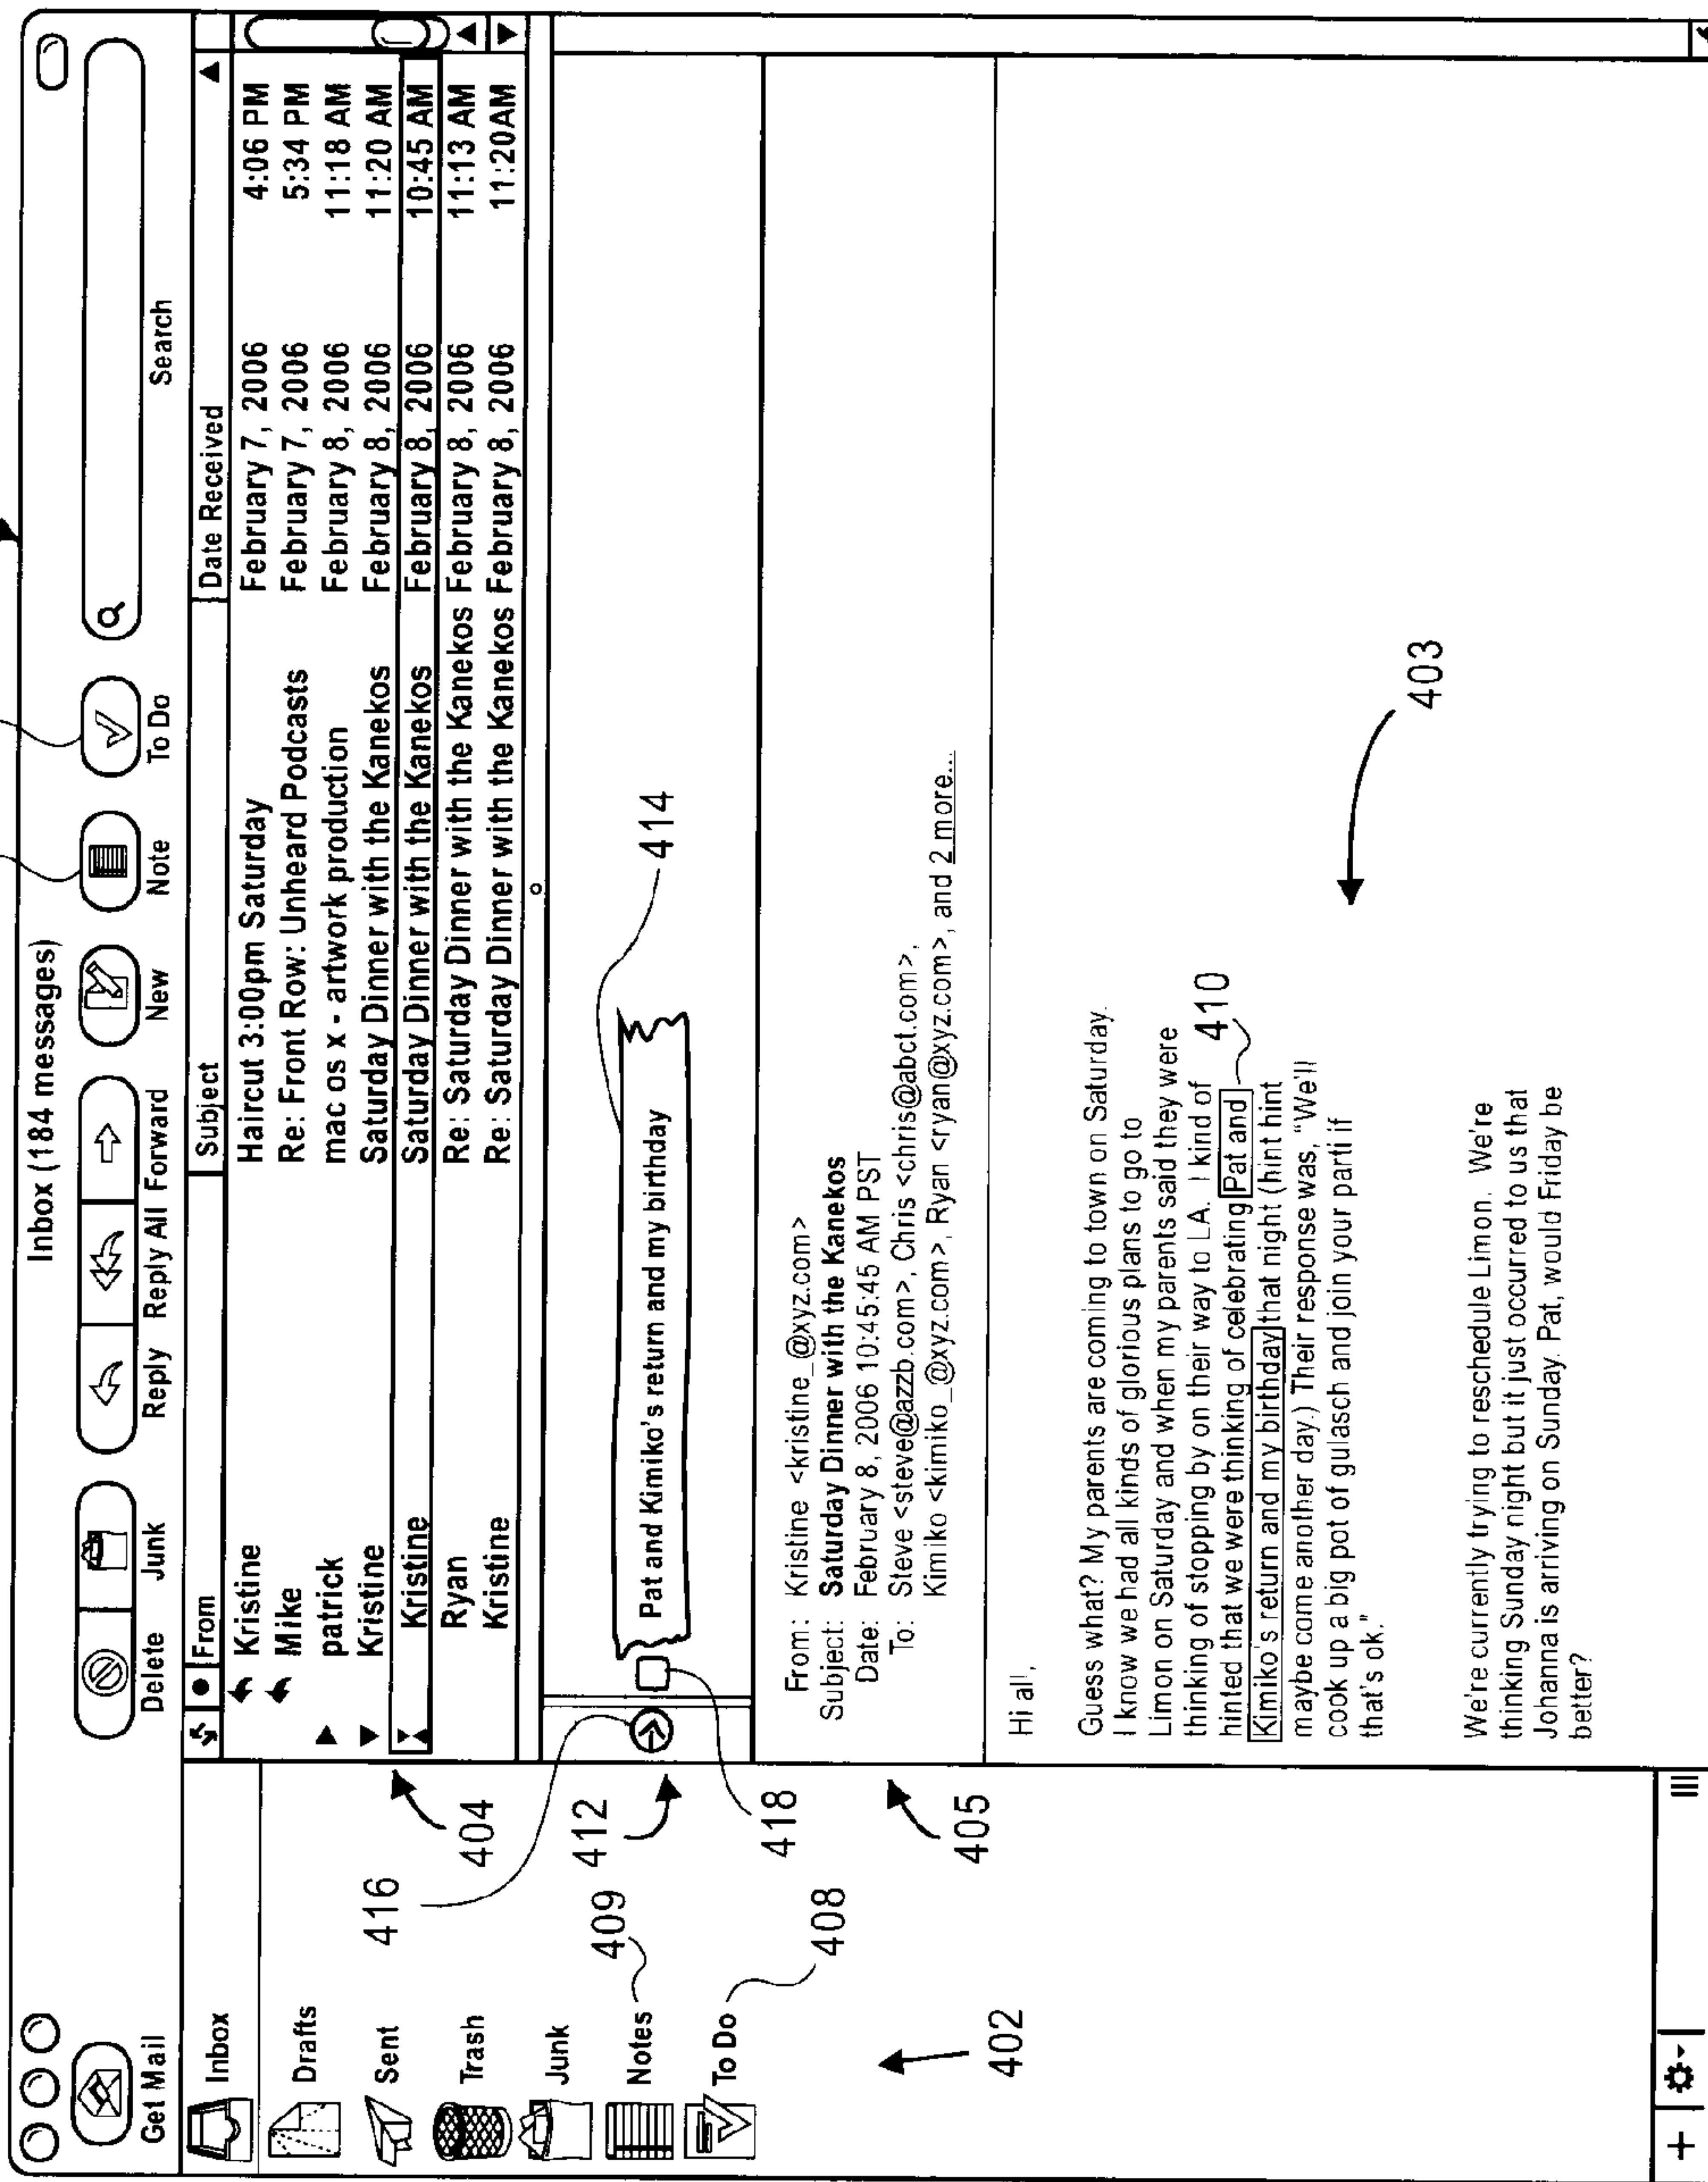 Inbox (184 messages)
Get Mail Delete Junk Reply Reply All Forward New Note To Do Search
Inbox
Drafts
Sent
Trash
Junk
Notes 409
To Do 408
402
From Subject Date Received
Kristine Haircut 3:00pm Saturday February 7, 2006 4:06 PM
Mike Re: Front Row: Unheard Podcasts February 7, 2006 5:34 PM
patrick mac os x - artwork production February 8, 2006 11:18 AM
Kristine Saturday Dinner with the Kanekos February 8, 2006 11:20 AM
Kristine Saturday Dinner with the Kanekos February 8, 2006 10:45 AM
Ryan Re: Saturday Dinner with the Kanekos February 8, 2006 11:13 AM
Kristine Re: Saturday Dinner with the Kanekos February 8, 2006 11:20AM
404
416
412
418
405
Pat and Kimiko's return and my birthday 414
From: Kristine <kristine_@xyz.com>
Subject: Saturday Dinner with the Kanekos
Date: February 8, 2006 10:45:45 AM PST
To: Steve <steve@azzb.com>, Chris <chris@abct.com>,
Kimiko <kimiko_@xyz.com>, Ryan <ryan@xyz.com>, and 2 more...
Hi all,
Guess what? My parents are coming to town on Saturday.
I know we had all kinds of glorious plans to go to
Limon on Saturday and when my parents said they were
thinking of stopping by on their way to LA. I kind of
hinted that we were thinking of celebrating Pat and 410
Kimiko's return and my birthday that night (hint hint
maybe come another day.) Their response was, "We'll
cook up a big pot of gulasch and join your parti if
that's ok."
We're currently trying to reschedule Limon. We're
thinking Sunday night but it just occurred to us that
Johanna is arriving on Sunday. Pat, would Friday be
better?
403